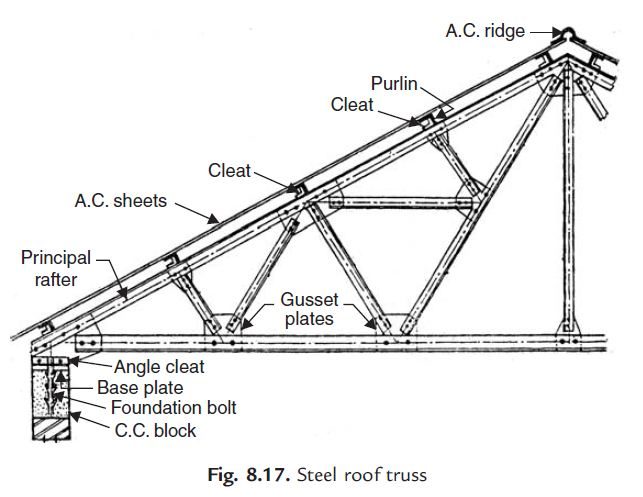 A.C. ridge
Purlin
Cleat
Cleat
A.C. sheets
Principal
rafter
Gusset
plates
Angle cleat
Base plate
Foundation bolt
C.C. block
Fig. 8.17. Steel roof truss